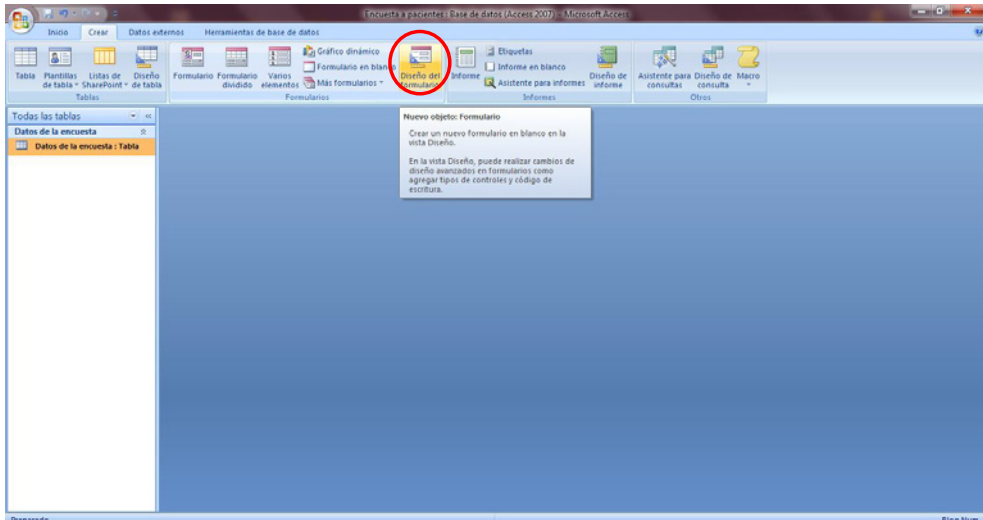 Encuesta a pacientes : Base de datos (Access 2007) - Microsoft Access
Inicio Crear Datos externos Herramientas de base de datos
Tabla
Plantillas
de tabla
Listas de
SharePoint
Diseño
de tabla
Tablas
Formulario
Formulario
dividido
Varios
elementos
Gráfico dinámico
Formulario en blanco
Más formularios
Diseño del
formulario
Formularios
Informe
Etiquetas
Informe en blanco
Asistente para informes
Diseño de
informe
Informes
Asistente para
consultas
Diseño de
consulta
Macro
Otros
Todas las tablas
Datos de la encuesta
Datos de la encuesta : Tabla
Nuevo objeto: Formulario
Crear un nuevo formulario en blanco en la
vista Diseño.
En la vista Diseño, puede realizar cambios de
diseño avanzados en formularios como
agregar tipos de controles y código de
escritura.
Preparado
Bloq Núm